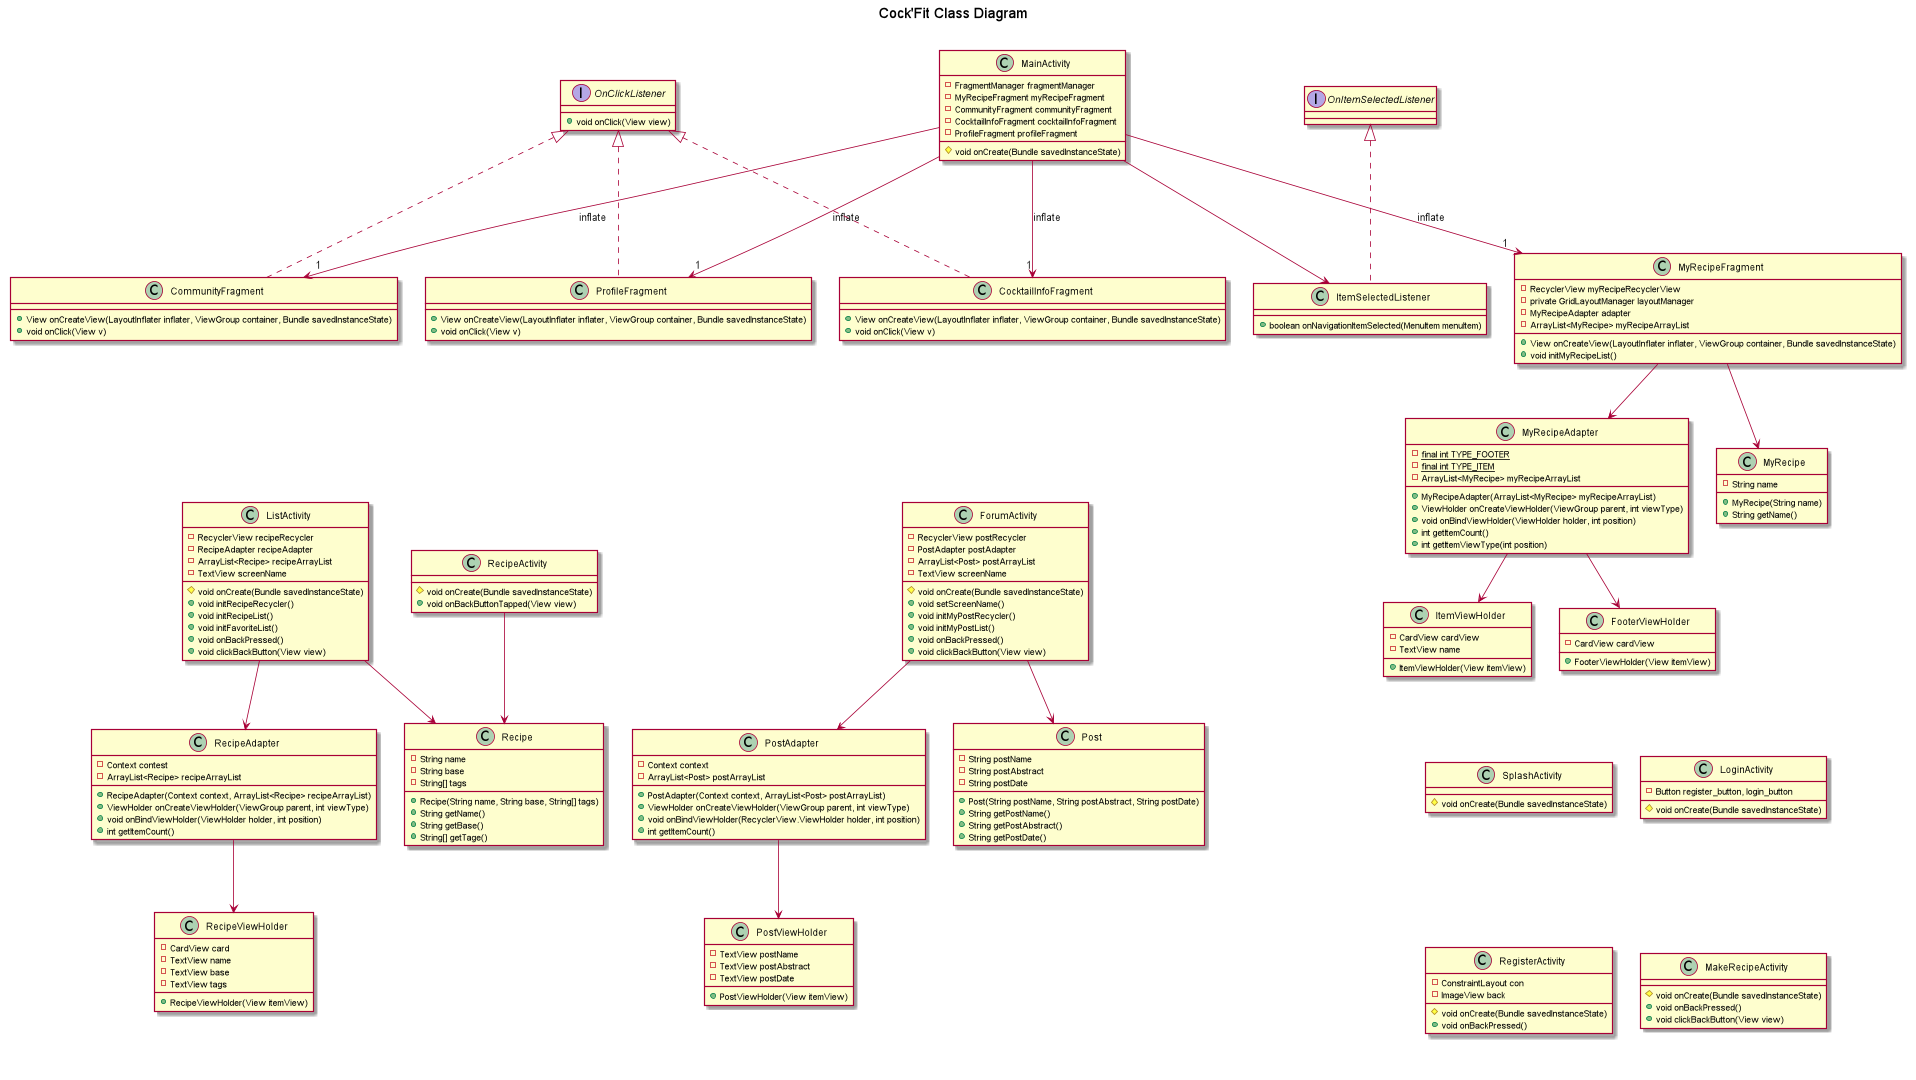 Cock'Fit Class Diagram
MainActivity
FragmentManager fragmentManager
MyRecipeFragment myRecipeFragment
CommunityFragment communityFragment
CocktailInfoFragment cocktailInfoFragment
ProfileFragment profileFragment
void onCreate(Bundle savedInstanceState)
OnClickListener
void onClick(View view)
OnItemSelectedListener
inflate
inflate
inflate
inflate
1
1
1
1
CommunityFragment
View onCreateView(LayoutInflater inflater, ViewGroup container, Bundle savedInstanceState)
void onClick(View v)
ProfileFragment
View onCreateView(LayoutInflater inflater, ViewGroup container, Bundle savedInstanceState)
void onClick(View v)
CocktailInfoFragment
View onCreateView(LayoutInflater inflater, ViewGroup container, Bundle savedInstanceState)
void onClick(View v)
ItemSelectedListener
boolean onNavigationItemSelected(MenuItem menuItem)
MyRecipeFragment
RecyclerView myRecipeRecyclerView
private GridLayoutManager layoutManager
MyRecipeAdapter adapter
ArrayList<MyRecipe> myRecipeArrayList
View onCreateView(LayoutInflater inflater, ViewGroup container, Bundle savedInstanceState)
void initMyRecipeList()
MyRecipeAdapter
final int TYPE_FOOTER
final int TYPE_ITEM
ArrayList<MyRecipe> myRecipeArrayList
MyRecipeAdapter(ArrayList<MyRecipe> myRecipeArrayList)
ViewHolder onCreateViewHolder(ViewGroup parent, int viewType)
void onBindViewHolder(ViewHolder holder, int position)
int getItemCount()
int getItemViewType(int position)
MyRecipe
String name
MyRecipe(String name)
String getName()
ListActivity
RecyclerView recipeRecycler
RecipeAdapter recipeAdapter
ArrayList<Recipe> recipeArrayList
TextView screenName
void onCreate(Bundle savedInstanceState)
void initRecipeRecycler()
void initRecipeList()
void initFavoriteList()
void onBackPressed()
void clickBackButton(View view)
RecipeActivity
void onCreate(Bundle savedInstanceState)
void onBackButtonTapped(View view)
ForumActivity
RecyclerView postRecycler
PostAdapter postAdapter
ArrayList<Post> postArrayList
TextView screenName
void onCreate(Bundle savedInstanceState)
void setScreenName()
void initMyPostRecycler()
void initMyPostList()
void onBackPressed()
void clickBackButton(View view)
ItemViewHolder
CardView cardView
TextView name
ItemViewHolder(View itemView)
FooterViewHolder
CardView cardView
FooterViewHolder(View itemView)
RecipeAdapter
Context contest
ArrayList<Recipe> recipeArrayList
RecipeAdapter(Context context, ArrayList<Recipe> recipeArrayList)
ViewHolder onCreateViewHolder(ViewGroup parent, int viewType)
void onBindViewHolder(ViewHolder holder, int position)
int getItemCount()
Recipe
String name
String base
String[] tags
Recipe(String name, String base, String[] tags)
String getName()
String getBase()
String[] getTage()
PostAdapter
Context context
ArrayList<Post> postArrayList
PostAdapter(Context context, ArrayList<Post> postArrayList)
ViewHolder onCreateViewHolder(ViewGroup parent, int viewType)
void onBindViewHolder(RecyclerView.ViewHolder holder, int position)
int getItemCount()
Post
String postName
String postAbstract
String postDate
Post(String postName, String postAbstract, String postDate)
String getPostName()
String getPostAbstract()
String getPostDate()
SplashActivity
void onCreate(Bundle savedInstanceState)
LoginActivity
Button register_button, login_button
void onCreate(Bundle savedInstanceState)
RecipeViewHolder
CardView card
TextView name
TextView base
TextView tags
RecipeViewHolder(View itemView)
PostViewHolder
TextView postName
TextView postAbstract
TextView postDate
PostViewHolder(View itemView)
RegisterActivity
ConstraintLayout con
ImageView back
void onCreate(Bundle savedInstanceState)
void onBackPressed()
MakeRecipeActivity
void onCreate(Bundle savedInstanceState)
void onBackPressed()
void clickBackButton(View view)